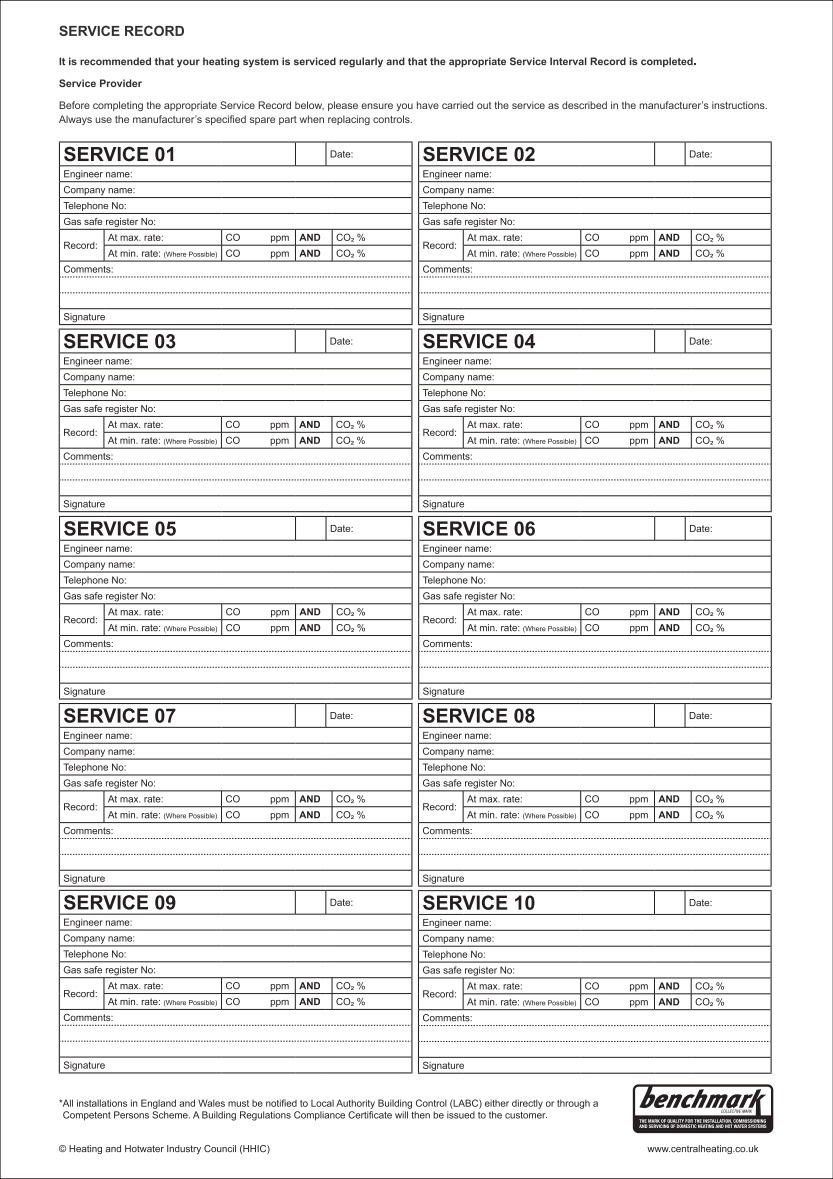 SERVICE RECORD
It is recommended that your heating system is serviced regularly and that the appropriate Service Interval Record is completed.
Service Provider
Before completing the appropriate Service Record below, please ensure you have carried out the service as described in the manufacturer's instructions.
Always use the manufacturer's specified spare part when replacing controls.
SERVICE 01 Date:
Engineer name:
Company name:
Telephone No:
Gas safe register No:
Record: At max. rate: CO ppm AND CO₂ %
At min. rate: (Where Possible) CO ppm AND CO₂ %
Comments:
Signature
SERVICE 02 Date:
Engineer name:
Company name:
Telephone No:
Gas safe register No:
Record: At max. rate: CO ppm AND CO₂ %
At min. rate: (Where Possible) CO ppm AND CO₂ %
Comments:
Signature
SERVICE 03 Date:
Engineer name:
Company name:
Telephone No:
Gas safe register No:
Record: At max. rate: CO ppm AND CO₂ %
At min. rate: (Where Possible) CO ppm AND CO₂ %
Comments:
Signature
SERVICE 04 Date:
Engineer name:
Company name:
Telephone No:
Gas safe register No:
Record: At max. rate: CO ppm AND CO₂ %
At min. rate: (Where Possible) CO ppm AND CO₂ %
Comments:
Signature
SERVICE 05 Date:
Engineer name:
Company name:
Telephone No:
Gas safe register No:
Record: At max. rate: CO ppm AND CO₂ %
At min. rate: (Where Possible) CO ppm AND CO₂ %
Comments:
Signature
SERVICE 06 Date:
Engineer name:
Company name:
Telephone No:
Gas safe register No:
Record: At max. rate: CO ppm AND CO₂ %
At min. rate: (Where Possible) CO ppm AND CO₂ %
Comments:
Signature
SERVICE 07 Date:
Engineer name:
Company name:
Telephone No:
Gas safe register No:
Record: At max. rate: CO ppm AND CO₂ %
At min. rate: (Where Possible) CO ppm AND CO₂ %
Comments:
Signature
SERVICE 08 Date:
Engineer name:
Company name:
Telephone No:
Gas safe register No:
Record: At max. rate: CO ppm AND CO₂ %
At min. rate: (Where Possible) CO ppm AND CO₂ %
Comments:
Signature
SERVICE 09 Date:
Engineer name:
Company name:
Telephone No:
Gas safe register No:
Record: At max. rate: CO ppm AND CO₂ %
At min. rate: (Where Possible) CO ppm AND CO₂ %
Comments:
Signature
SERVICE 10 Date:
Engineer name:
Company name:
Telephone No:
Gas safe register No:
Record: At max. rate: CO ppm AND CO₂ %
At min. rate: (Where Possible) CO ppm AND CO₂ %
Comments:
Signature
*All installations in England and Wales must be notified to Local Authority Building Control (LABC) either directly or through a
Competent Persons Scheme. A Building Regulations Compliance Certificate will then be issued to the customer.
benchmark
COLLECTIVE MARK
THE MARK OF QUALITY FOR THE INSTALLATION, COMMISSIONING
AND SERVICING OF DOMESTIC HEATING AND HOT WATER SYSTEMS
© Heating and Hotwater Industry Council (HHIC)
www.centralheating.co.uk